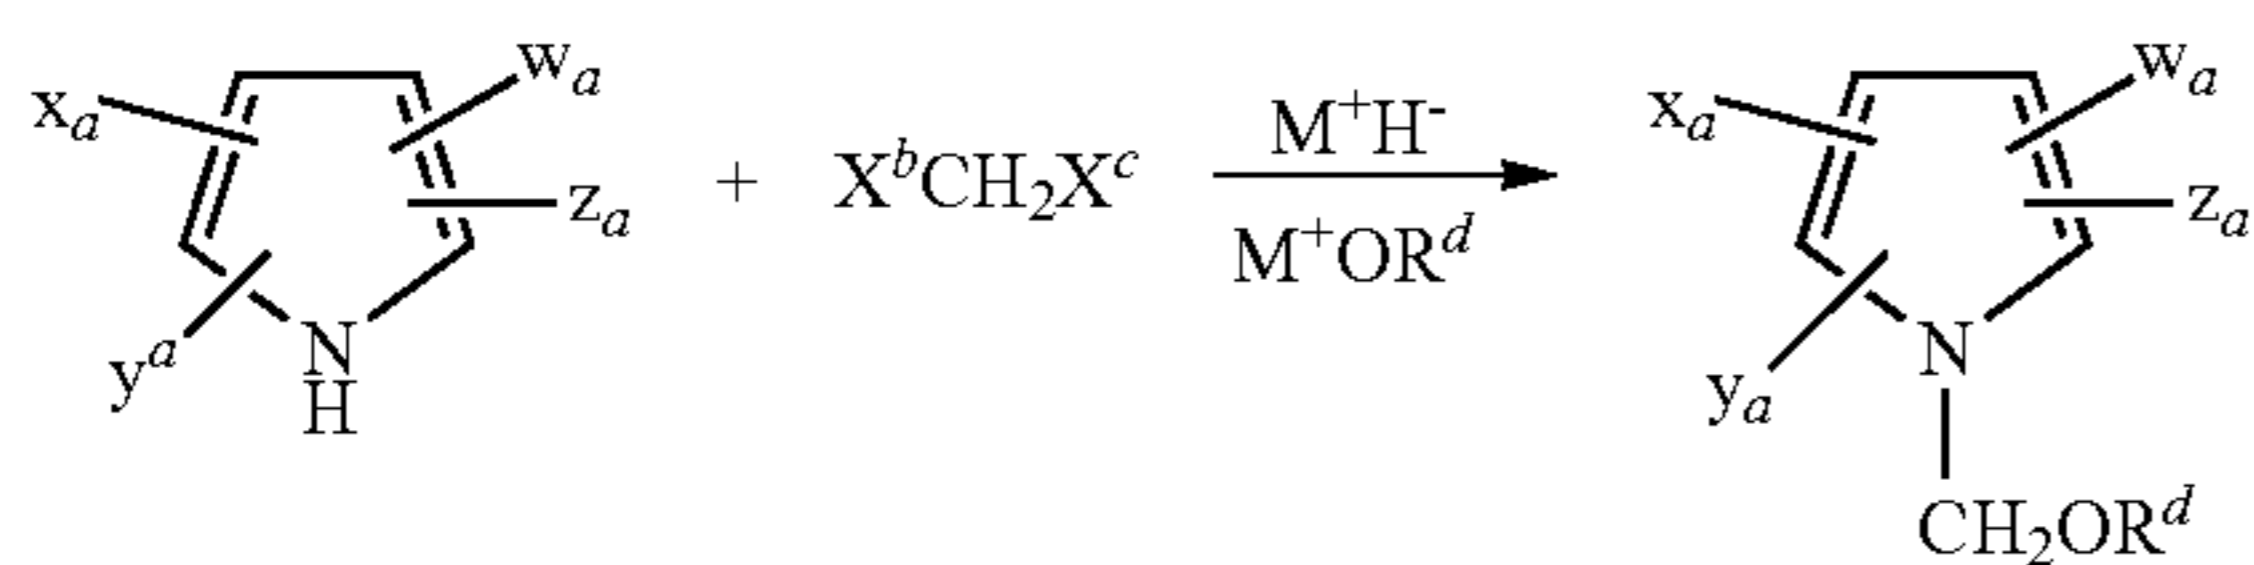 xₐ wₐ zₐ yᵃ N H + XᵇCH₂Xᶜ M⁺H⁻ M⁺ORᵈ xₐ wₐ zₐ yₐ N
CH₂ORᵈ